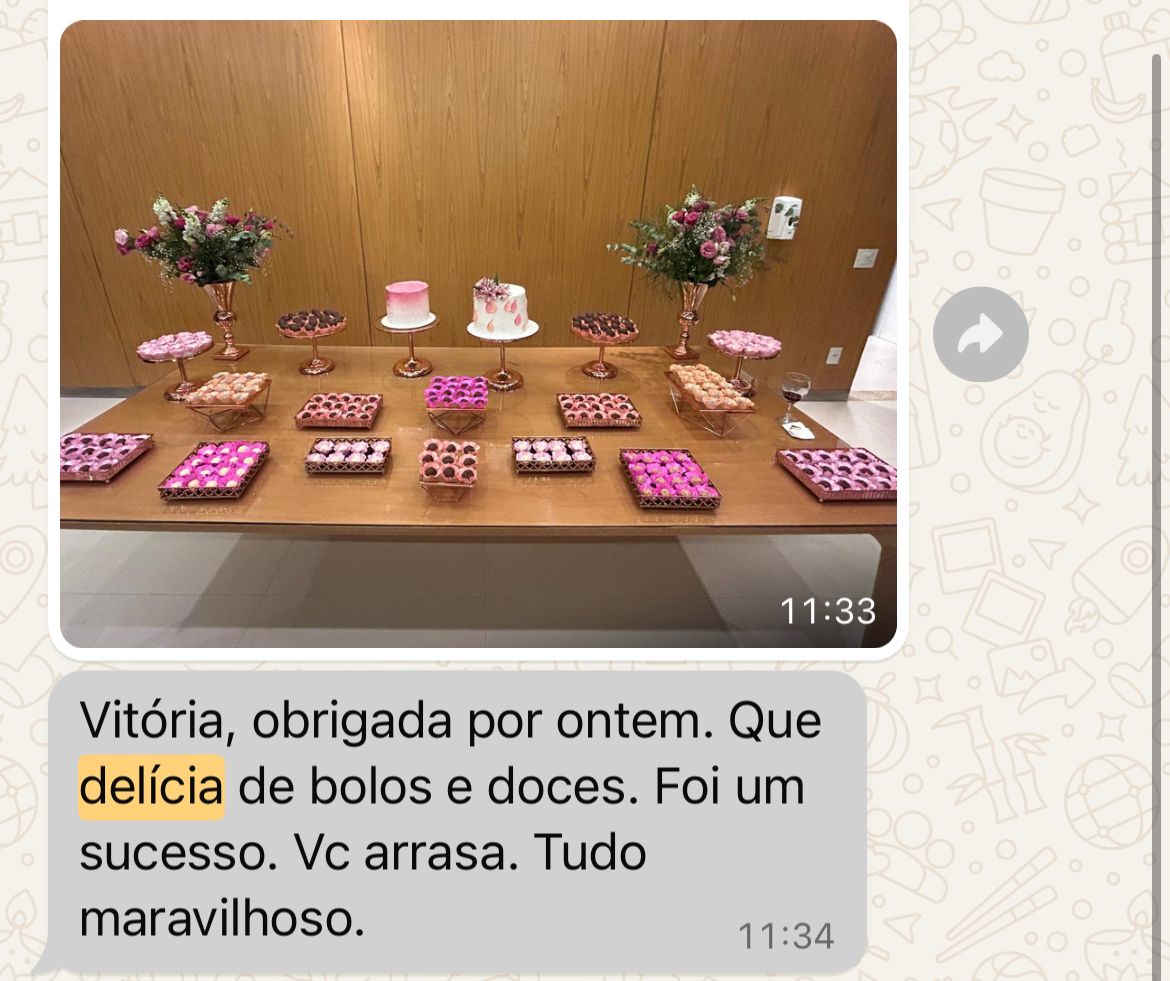 11:33
Vitória, obrigada por ontem. Que
delícia de bolos e doces. Foi um
sucesso. Vc arrasa. Tudo
maravilhoso.
11:34